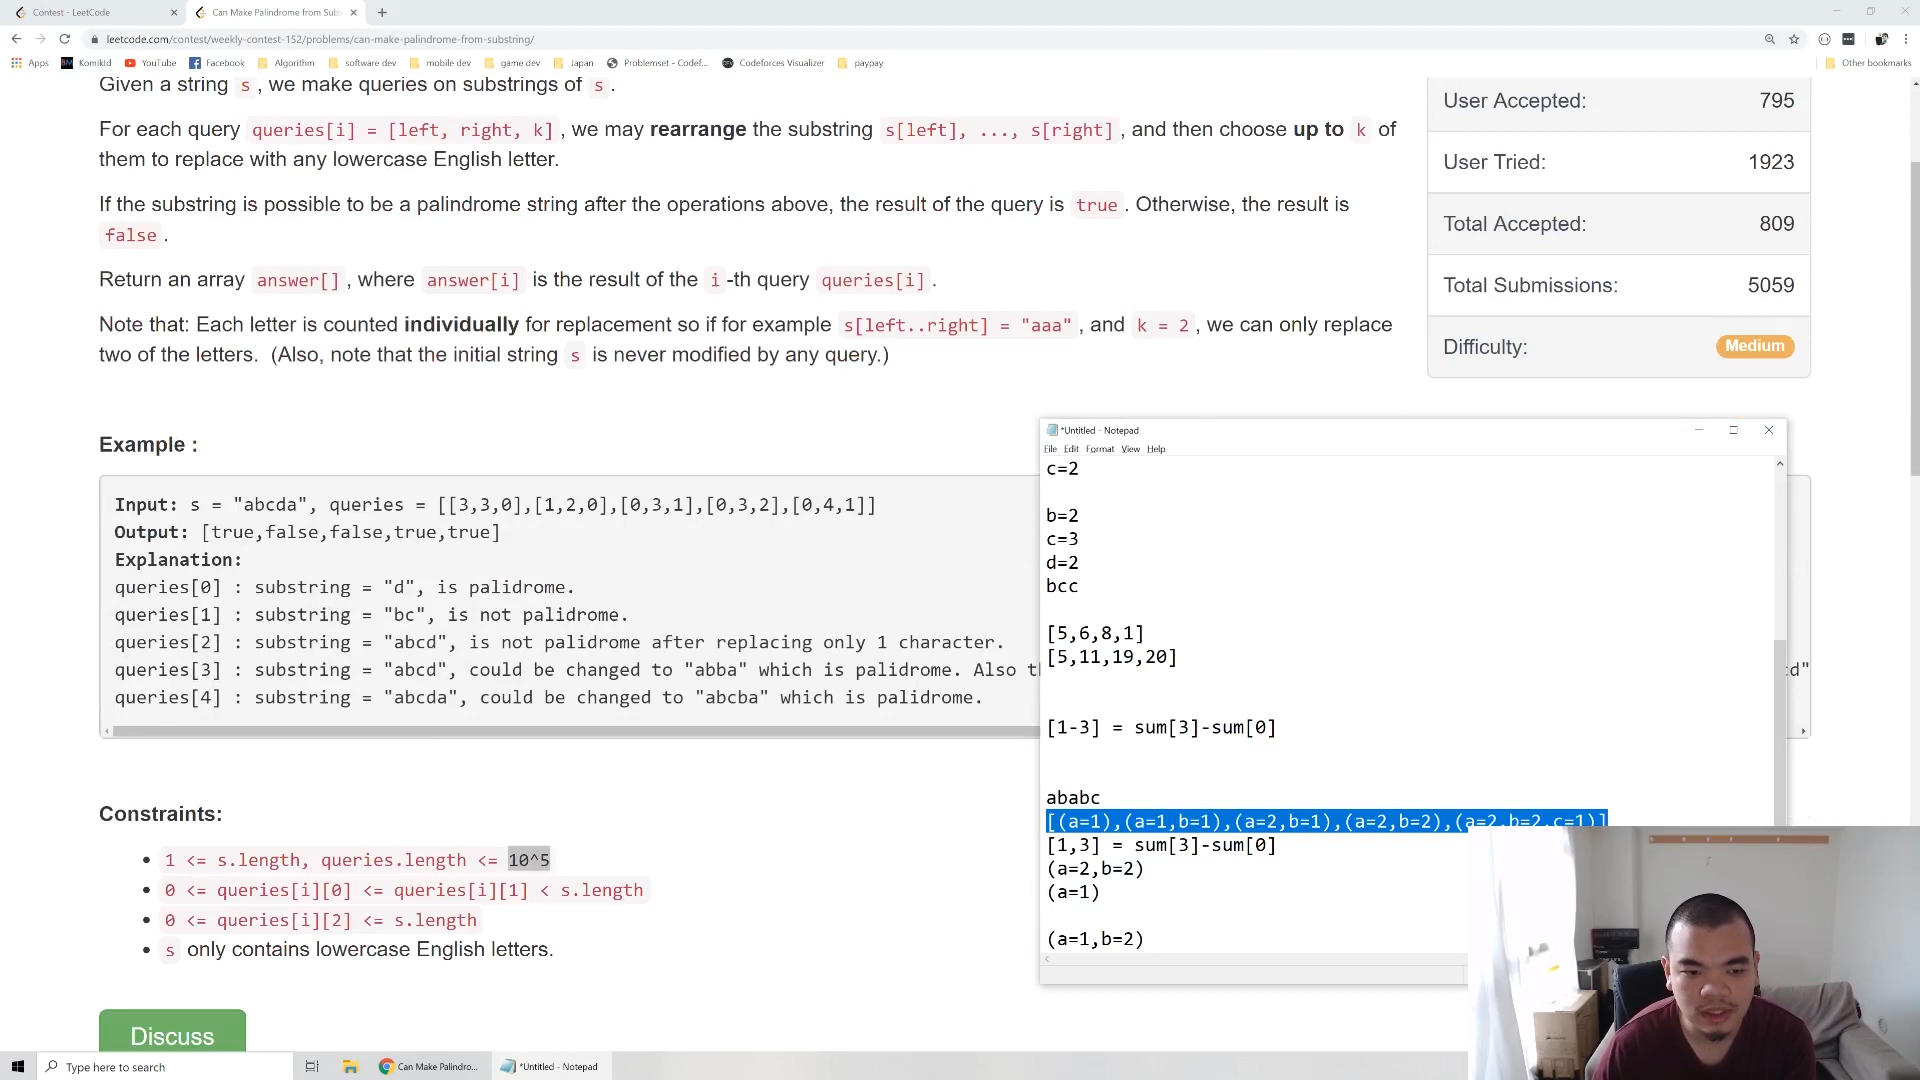 Contest - LeetCode
Can Make Palindrome from Subs
leetcode.com/contest/weekly-contest-152/problems/can-make-palindrome-from-substring/
Apps KomikId YouTube Facebook Algorithm software dev mobile dev game dev Japan Problemset - Codef... Codeforces Visualizer paypay Other bookmarks
Given a string s , we make queries on substrings of s .
For each query queries[i] = [left, right, k] , we may rearrange the substring s[left], ..., s[right] , and then choose up to k of
them to replace with any lowercase English letter.
If the substring is possible to be a palindrome string after the operations above, the result of the query is true . Otherwise, the result is
false .
Return an array answer[] , where answer[i] is the result of the i -th query queries[i] .
Note that: Each letter is counted individually for replacement so if for example s[left..right] = "aaa" , and k = 2 , we can only replace
two of the letters. (Also, note that the initial string s is never modified by any query.)
User Accepted: 795
User Tried: 1923
Total Accepted: 809
Total Submissions: 5059
Difficulty: Medium
Example :
Input: s = "abcda", queries = [[3,3,0],[1,2,0],[0,3,1],[0,3,2],[0,4,1]]
Output: [true,false,false,true,true]
Explanation:
queries[0] : substring = "d", is palidrome.
queries[1] : substring = "bc", is not palidrome.
queries[2] : substring = "abcd", is not palidrome after replacing only 1 character.
queries[3] : substring = "abcd", could be changed to "abba" which is palidrome. Also
queries[4] : substring = "abcda", could be changed to "abcba" which is palidrome.
Constraints:
1 <= s.length, queries.length <= 10^5
0 <= queries[i][0] <= queries[i][1] < s.length
0 <= queries[i][2] <= s.length
s only contains lowercase English letters.
Discuss
*Untitled - Notepad
File Edit Format View Help
c=2
b=2
c=3
d=2
bcc
[5,6,8,1]
[5,11,19,20]
[1-3] = sum[3]-sum[0]
ababc
[(a=1),(a=1,b=1),(a=2,b=1),(a=2,b=2),(a=2,b=2,c=1)]
[1,3] = sum[3]-sum[0]
(a=2,b=2)
(a=1)
(a=1,b=2)
Type here to search
Can Make Palindro...
*Untitled - Notepad